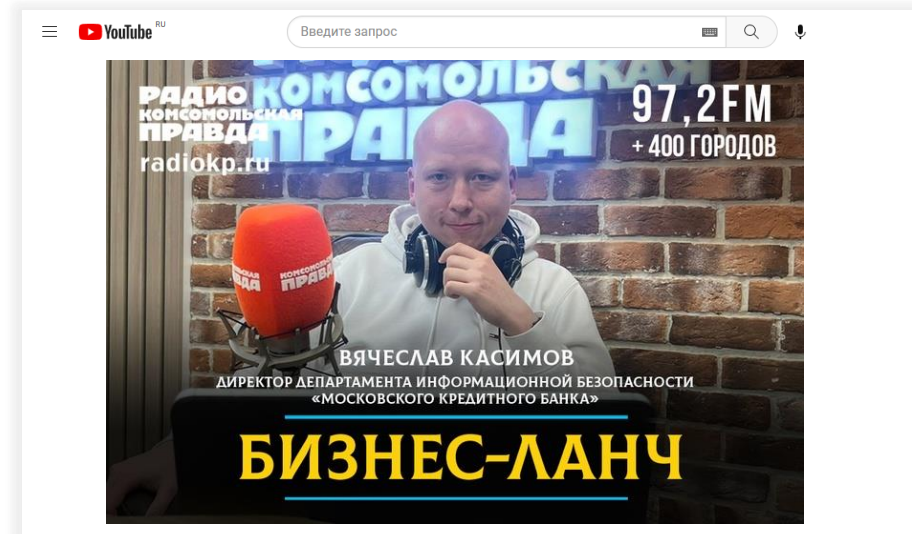 YouTube RU
Введите запрос
КОМСОМОЛЬСКАЯ
ПРАВДА
РАДИО
КОМСОМОЛЬСКАЯ
ПРАВДА
radiokp.ru
97,2FM
+ 400 ГОРОДОВ
ПРАВДА
ВЯЧЕСЛАВ КАСИМОВ
ДИРЕКТОР ДЕПАРТАМЕНТА ИНФОРМАЦИОННОЙ БЕЗОПАСНОСТИ
«МОСКОВСКОГО КРЕДИТНОГО БАНКА»
БИЗНЕС-ЛАНЧ